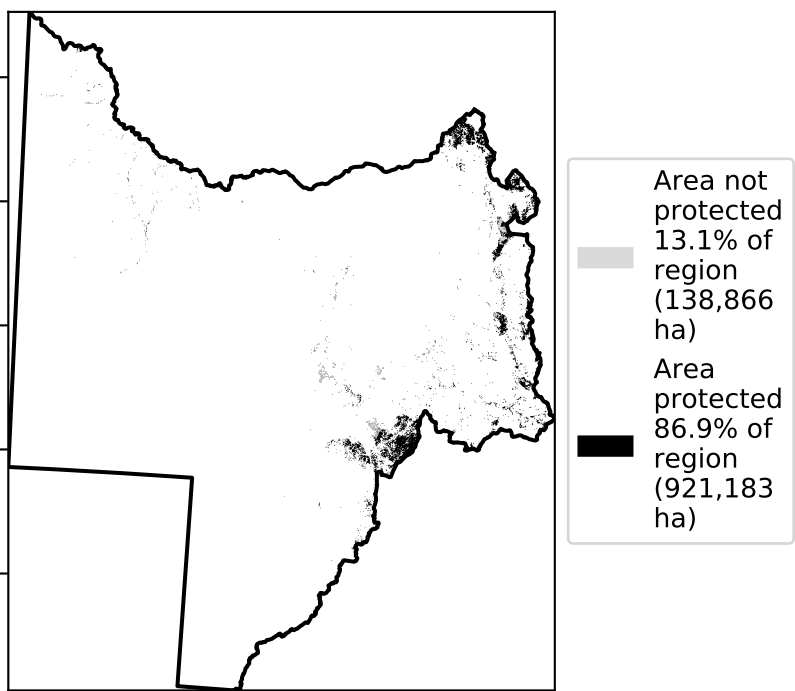 Area not
protected
13.1% of
region
(138,866
ha)
Area
protected
86.9% of
region
(921,183
ha)